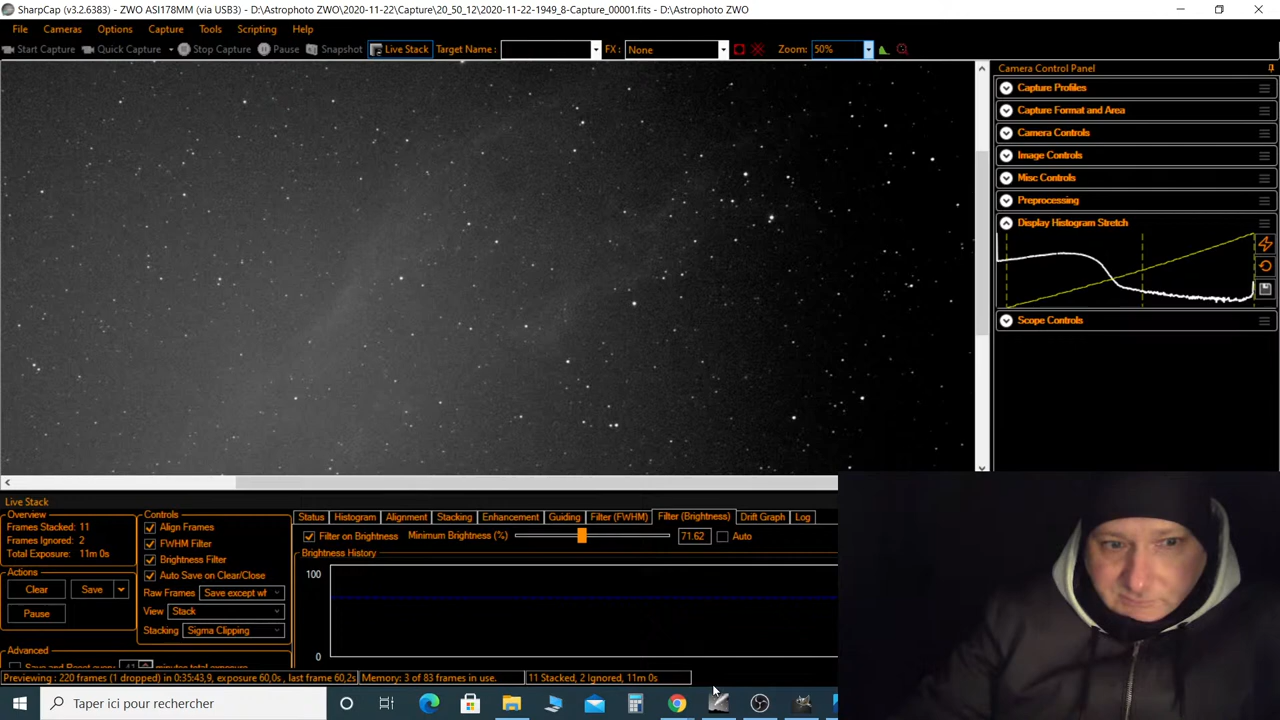 SharpCap (v3.2.6383) - ZWO ASI178MM (via USB3) - D:\Astrophoto ZWO\2020-11-22\Capture\20_50_12\2020-11-22-1949_8-Capture_00001.fits - D:\Astrophoto ZWO
File Cameras Options Capture Tools Scripting Help
Start Capture Quick Capture Stop Capture Pause Snapshot Live Stack Target Name : FX : None Zoom: 50%
Camera Control Panel
Capture Profiles
Capture Format and Area
Camera Controls
Image Controls
Misc Controls
Preprocessing
Display Histogram Stretch
Scope Controls
Live Stack
Overview
Frames Stacked: 11
Frames Ignored: 2
Total Exposure: 11m 0s
Actions
Clear Save
Pause
Advanced
Controls
Align Frames
FWHM Filter
Brightness Filter
Auto Save on Clear/Close
Raw Frames Save except wł
View Stack
Stacking Sigma Clipping
Save and Reset every minutes total exposure
Status Histogram Alignment Stacking Enhancement Guiding Filter (FWHM) Filter (Brightness) Drift Graph Log
Filter on Brightness Minimum Brightness (%) 71.62 Auto
Brightness History
100
0
Previewing : 220 frames (1 dropped) in 0:35:43,9, exposure 60,0s , last frame 60,2s Memory: 3 of 83 frames in use. 11 Stacked, 2 Ignored, 11m 0s
Taper ici pour rechercher